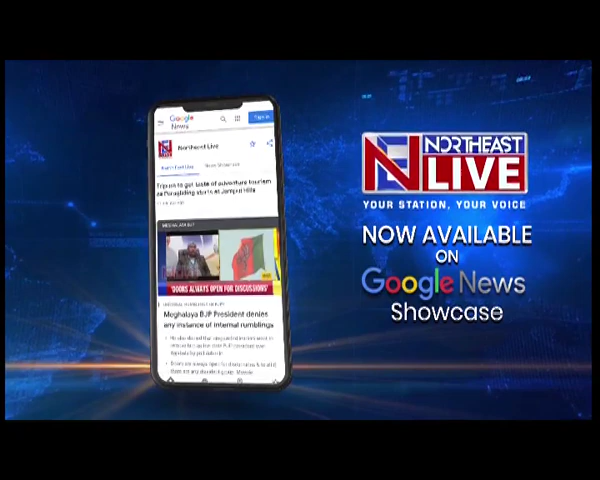 Google
News
Sign in
Northeast Live
Tripura to get taste of adventure tourism
as Paragliding starts at Jampui Hills
'DOORS ALWAYS OPEN FOR DISCUSSIONS'
Meghalaya BJP President denies
any instance of internal rumblings
NE
NORTHEAST
LIVE
YOUR STATION, YOUR VOICE
NOW AVAILABLE
ON
Google News
Showcase